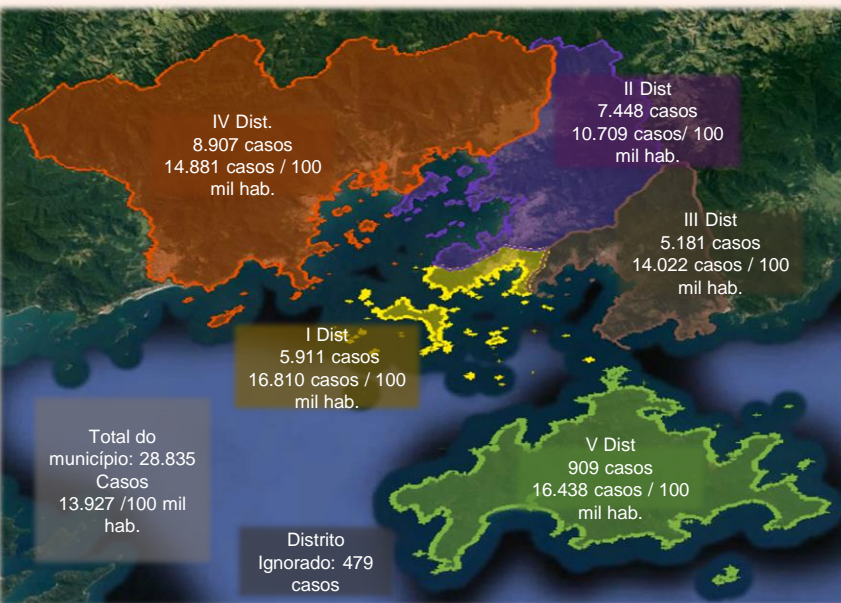 IV Dist.
8.907 casos
14.881 casos / 100
mil hab.
II Dist
7.448 casos
10.709 casos/ 100
mil hab.
III Dist
5.181 casos
14.022 casos / 100
mil hab.
I Dist
5.911 casos
16.810 casos / 100
mil hab.
V Dist
909 casos
16.438 casos / 100
mil hab.
Total do
município: 28.835
Casos
13.927 /100 mil
hab.
Distrito
Ignorado: 479
casos